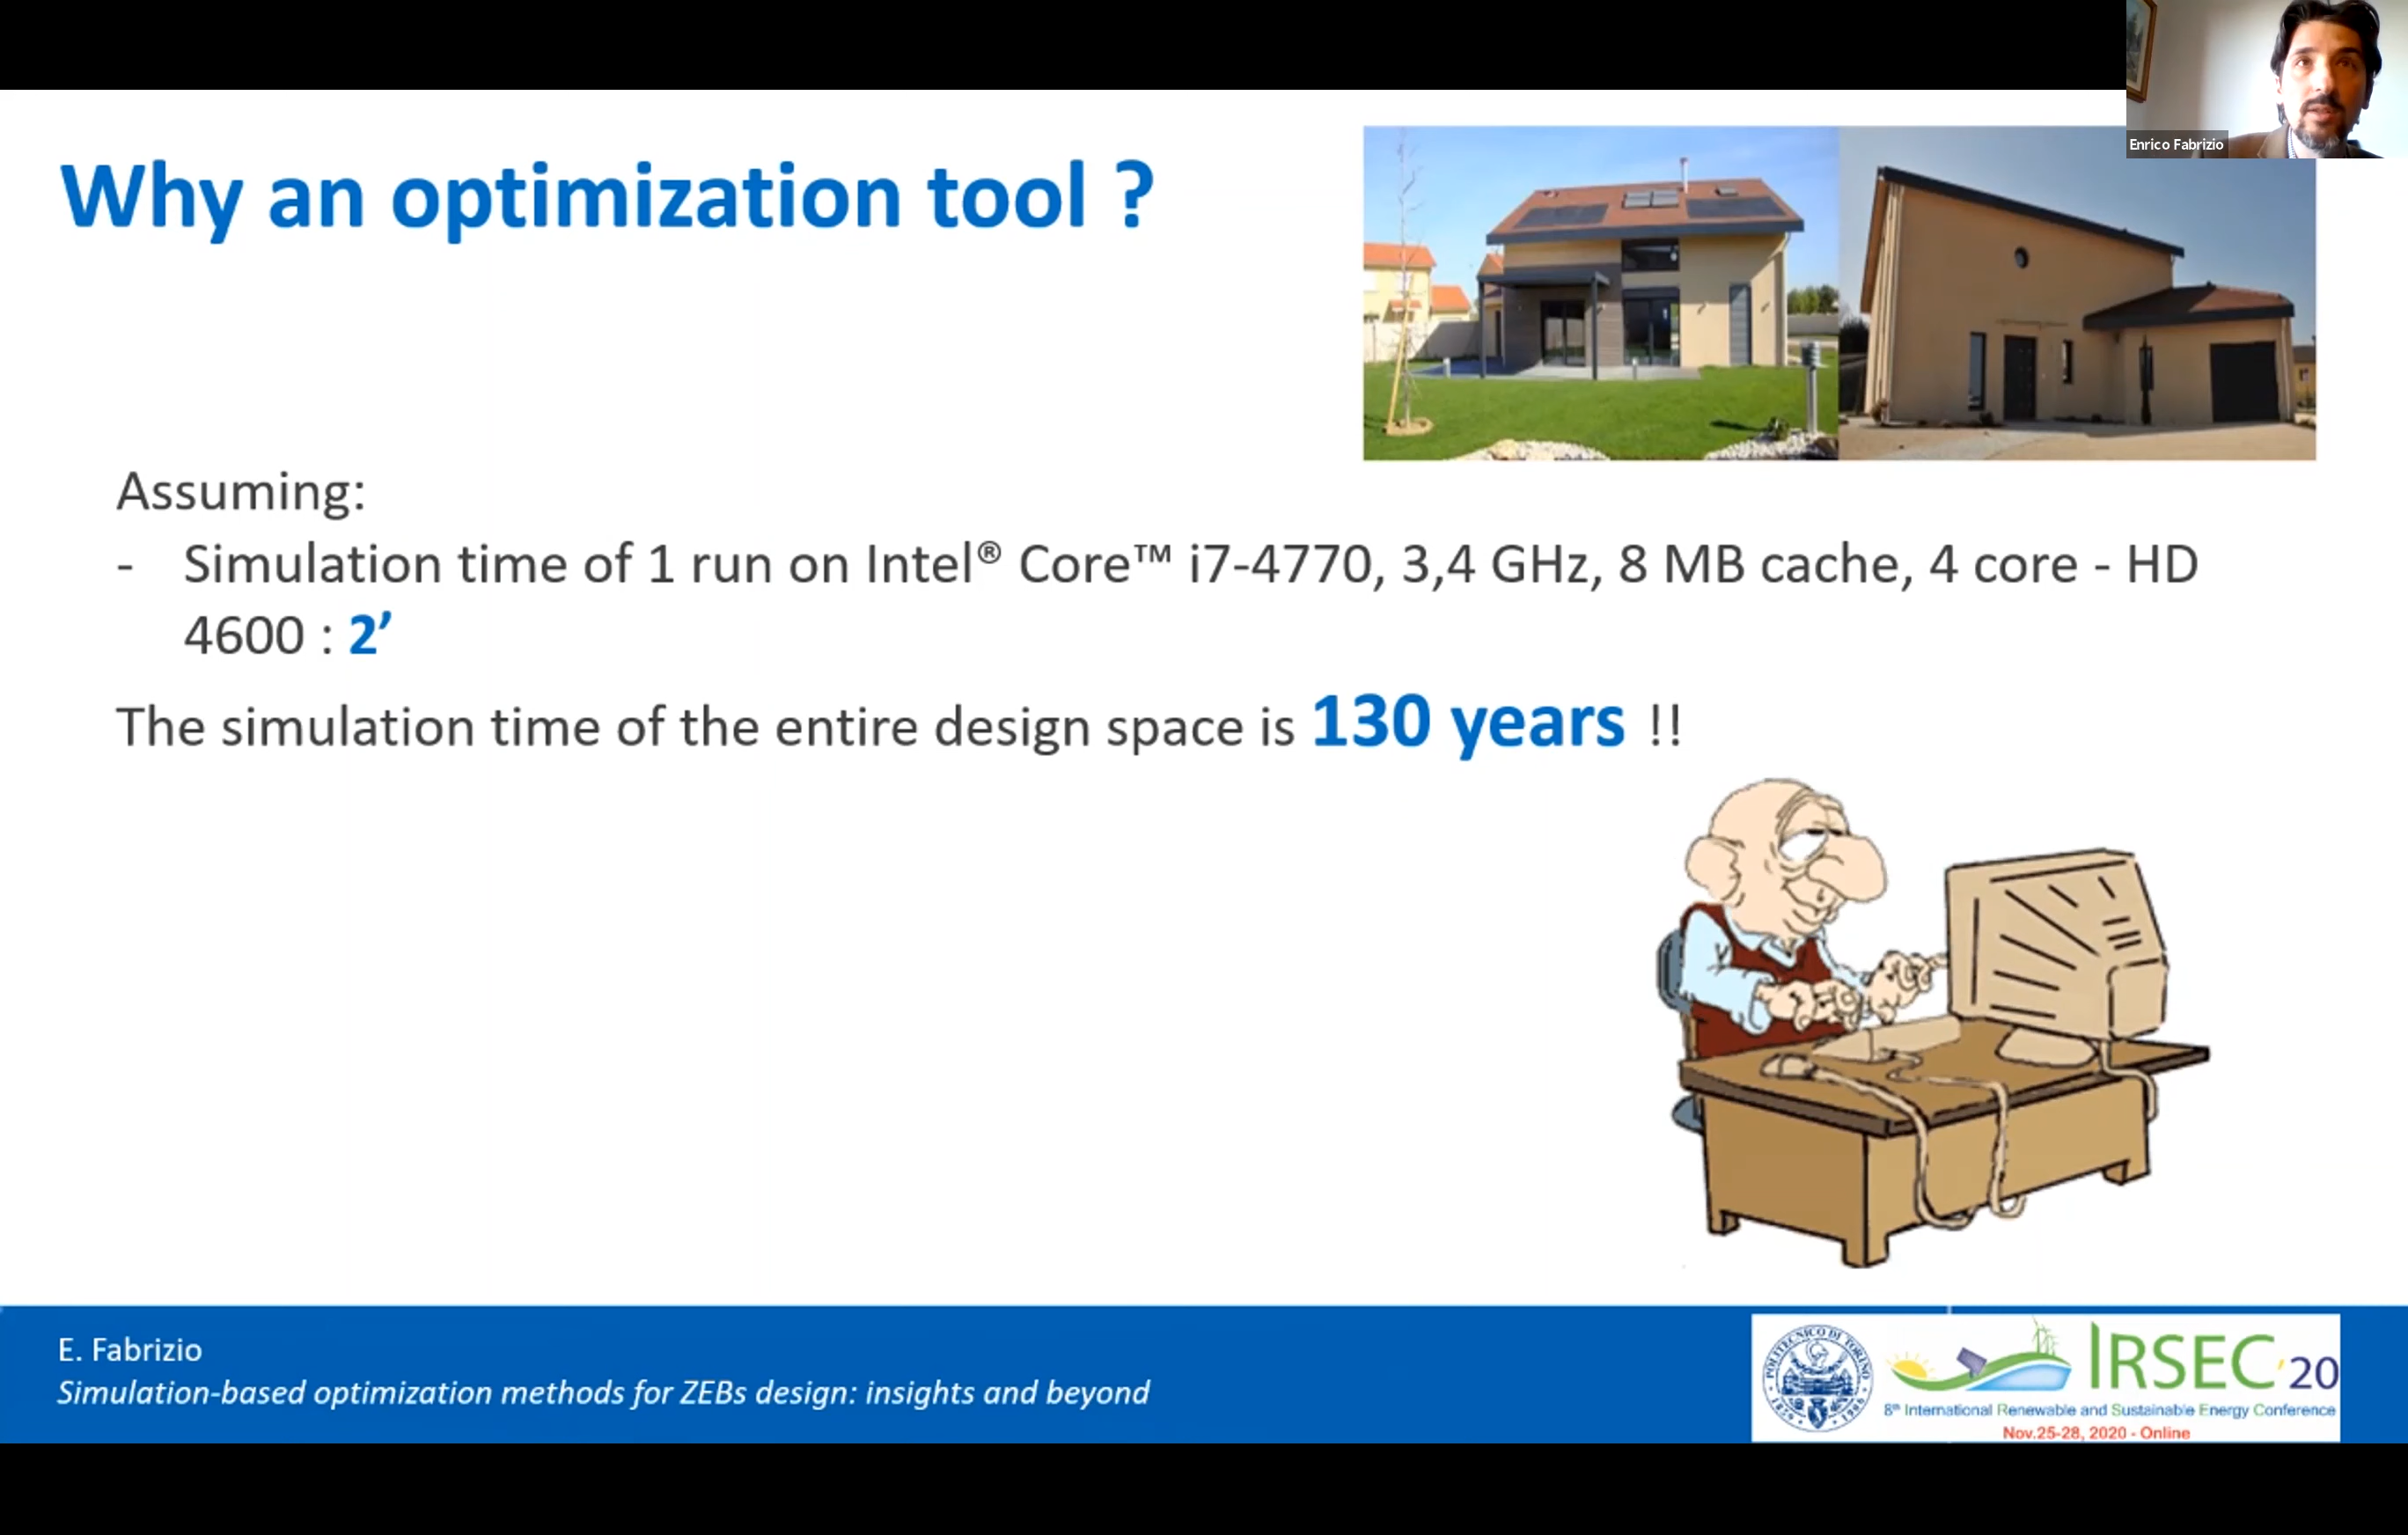 Enrico Fabrizio
Why an optimization tool ?
Assuming:
- Simulation time of 1 run on Intel® Core™ i7-4770, 3,4 GHz, 8 MB cache, 4 core - HD
4600 : 2’
The simulation time of the entire design space is 130 years !!
E. Fabrizio
Simulation-based optimization methods for ZEBs design: insights and beyond
POLITECNICO DI TORINO
IRSEC '20
8th International Renewable and Sustainable Energy Conference
Nov.25-28, 2020 - Online